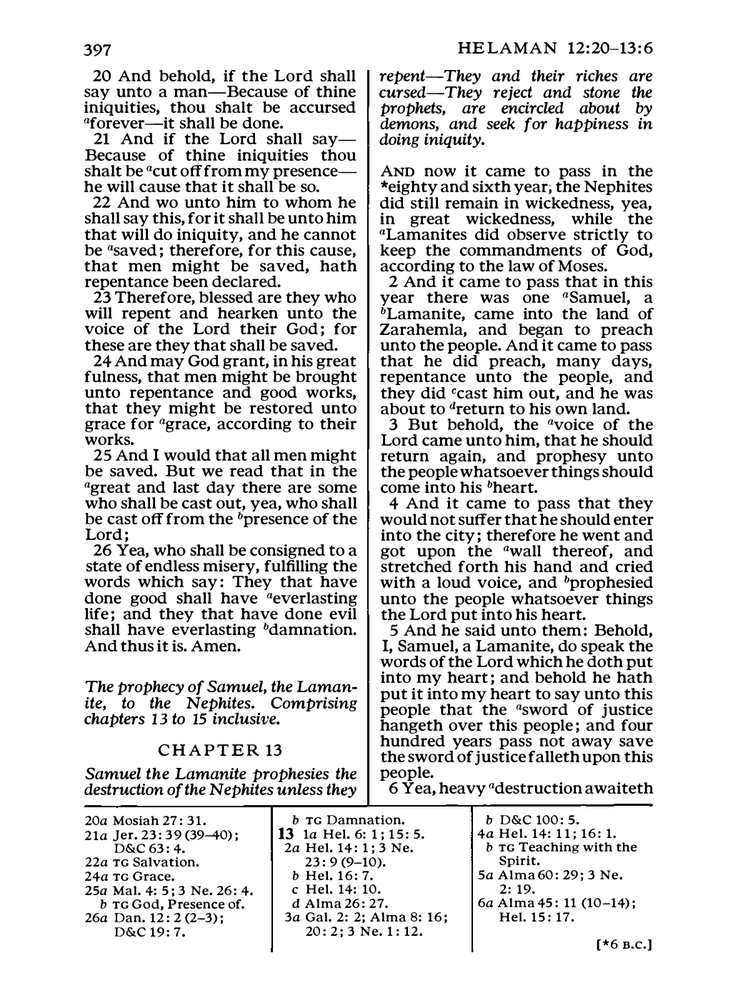 397
HELAMAN 12:20–13:6
20 And behold, if the Lord shall
say unto a man—Because of thine
iniquities, thou shalt be accursed
aforever—it shall be done.
21 And if the Lord shall say—
Because of thine iniquities thou
shalt be acut off from my presence—
he will cause that it shall be so.
22 And wo unto him to whom he
shall say this, for it shall be unto him
that will do iniquity, and he cannot
be asaved; therefore, for this cause,
that men might be saved, hath
repentance been declared.
23 Therefore, blessed are they who
will repent and hearken unto the
voice of the Lord their God; for
these are they that shall be saved.
24 And may God grant, in his great
fulness, that men might be brought
unto repentance and good works,
that they might be restored unto
grace for agrace, according to their
works.
25 And I would that all men might
be saved. But we read that in the
agreat and last day there are some
who shall be cast out, yea, who shall
be cast off from the bpresence of the
Lord;
26 Yea, who shall be consigned to a
state of endless misery, fulfilling the
words which say: They that have
done good shall have aeverlasting
life; and they that have done evil
shall have everlasting bdamnation.
And thus it is. Amen.
The prophecy of Samuel, the Laman-
ite, to the Nephites. Comprising
chapters 13 to 15 inclusive.
CHAPTER 13
Samuel the Lamanite prophesies the
destruction of the Nephites unless they
repent—They and their riches are
cursed—They reject and stone the
prophets, are encircled about by
demons, and seek for happiness in
doing iniquity.
AND now it came to pass in the
*eighty and sixth year, the Nephites
did still remain in wickedness, yea,
in great wickedness, while the
aLamanites did observe strictly to
keep the commandments of God,
according to the law of Moses.
2 And it came to pass that in this
year there was one aSamuel, a
bLamanite, came into the land of
Zarahemla, and began to preach
unto the people. And it came to pass
that he did preach, many days,
repentance unto the people, and
they did ccast him out, and he was
about to dreturn to his own land.
3 But behold, the avoice of the
Lord came unto him, that he should
return again, and prophesy unto
the people whatsoever things should
come into his bheart.
4 And it came to pass that they
would not suffer that he should enter
into the city; therefore he went and
got upon the awall thereof, and
stretched forth his hand and cried
with a loud voice, and bprophesied
unto the people whatsoever things
the Lord put into his heart.
5 And he said unto them: Behold,
I, Samuel, a Lamanite, do speak the
words of the Lord which he doth put
into my heart; and behold he hath
put it into my heart to say unto this
people that the asword of justice
hangeth over this people; and four
hundred years pass not away save
the sword of justice falleth upon this
people.
6 Yea, heavy adestruction awaiteth
20a Mosiah 27: 31.
21a Jer. 23: 39 (39–40);
D&C 63: 4.
22a TG Salvation.
24a TG Grace.
25a Mal. 4: 5; 3 Ne. 26: 4.
b TG God, Presence of.
26a Dan. 12: 2 (2–3);
D&C 19: 7.
b TG Damnation.
13 1a Hel. 6: 1; 15: 5.
2a Hel. 14: 1; 3 Ne.
23: 9 (9–10).
b Hel. 16: 7.
c Hel. 14: 10.
d Alma 26: 27.
3a Gal. 2: 2; Alma 8: 16;
20: 2; 3 Ne. 1: 12.
b D&C 100: 5.
4a Hel. 14: 11; 16: 1.
b TG Teaching with the
Spirit.
5a Alma 60: 29; 3 Ne.
2: 19.
6a Alma 45: 11 (10–14);
Hel. 15: 17.
[*6 B.C.]